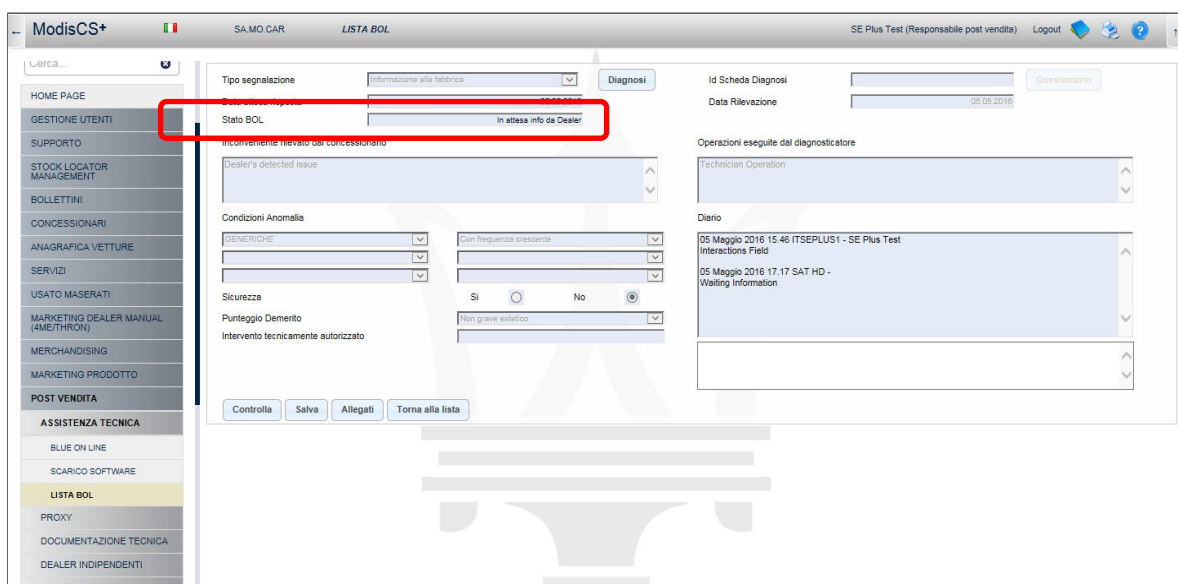 ← ModisCS+ SA.MO.CAR LISTA BOL SE Plus Test (Responsabile post vendita) Logout ?
Cerca...
HOME PAGE
GESTIONE UTENTI
SUPPORTO
STOCK LOCATOR
MANAGEMENT
BOLLETTINI
CONCESSIONARI
ANAGRAFICA VETTURE
SERVIZI
USATO MASERATI
MARKETING DEALER MANUAL
(4ME/THRON)
MERCHANDISING
MARKETING PRODOTTO
POST VENDITA
ASSISTENZA TECNICA
BLUE ON LINE
SCARICO SOFTWARE
LISTA BOL
PROXY
DOCUMENTAZIONE TECNICA
DEALER INDIPENDENTI
Tipo segnalazione Informazione alla fabbrica Diagnosi Id Scheda Diagnosi Questionario
Data Rilevazione 05.05.2016
Stato BOL In attesa info da Dealer
Inconveniente rilevato dal concessionario Operazioni eseguite dal diagnosticatore
Dealer's detected issue Technician Operation
Condizioni Anomalia Diario
GENERICHE Con frequenza crescente
05 Maggio 2016 15.46 ITSEPLUS1 - SE Plus Test
Interactions Field
05 Maggio 2016 17.17 SAT HD -
Waiting Information
Sicurezza Si No
Punteggio Demerito Non grave estetico
Intervento tecnicamente autorizzato
Controlla Salva Allegati Torna alla lista